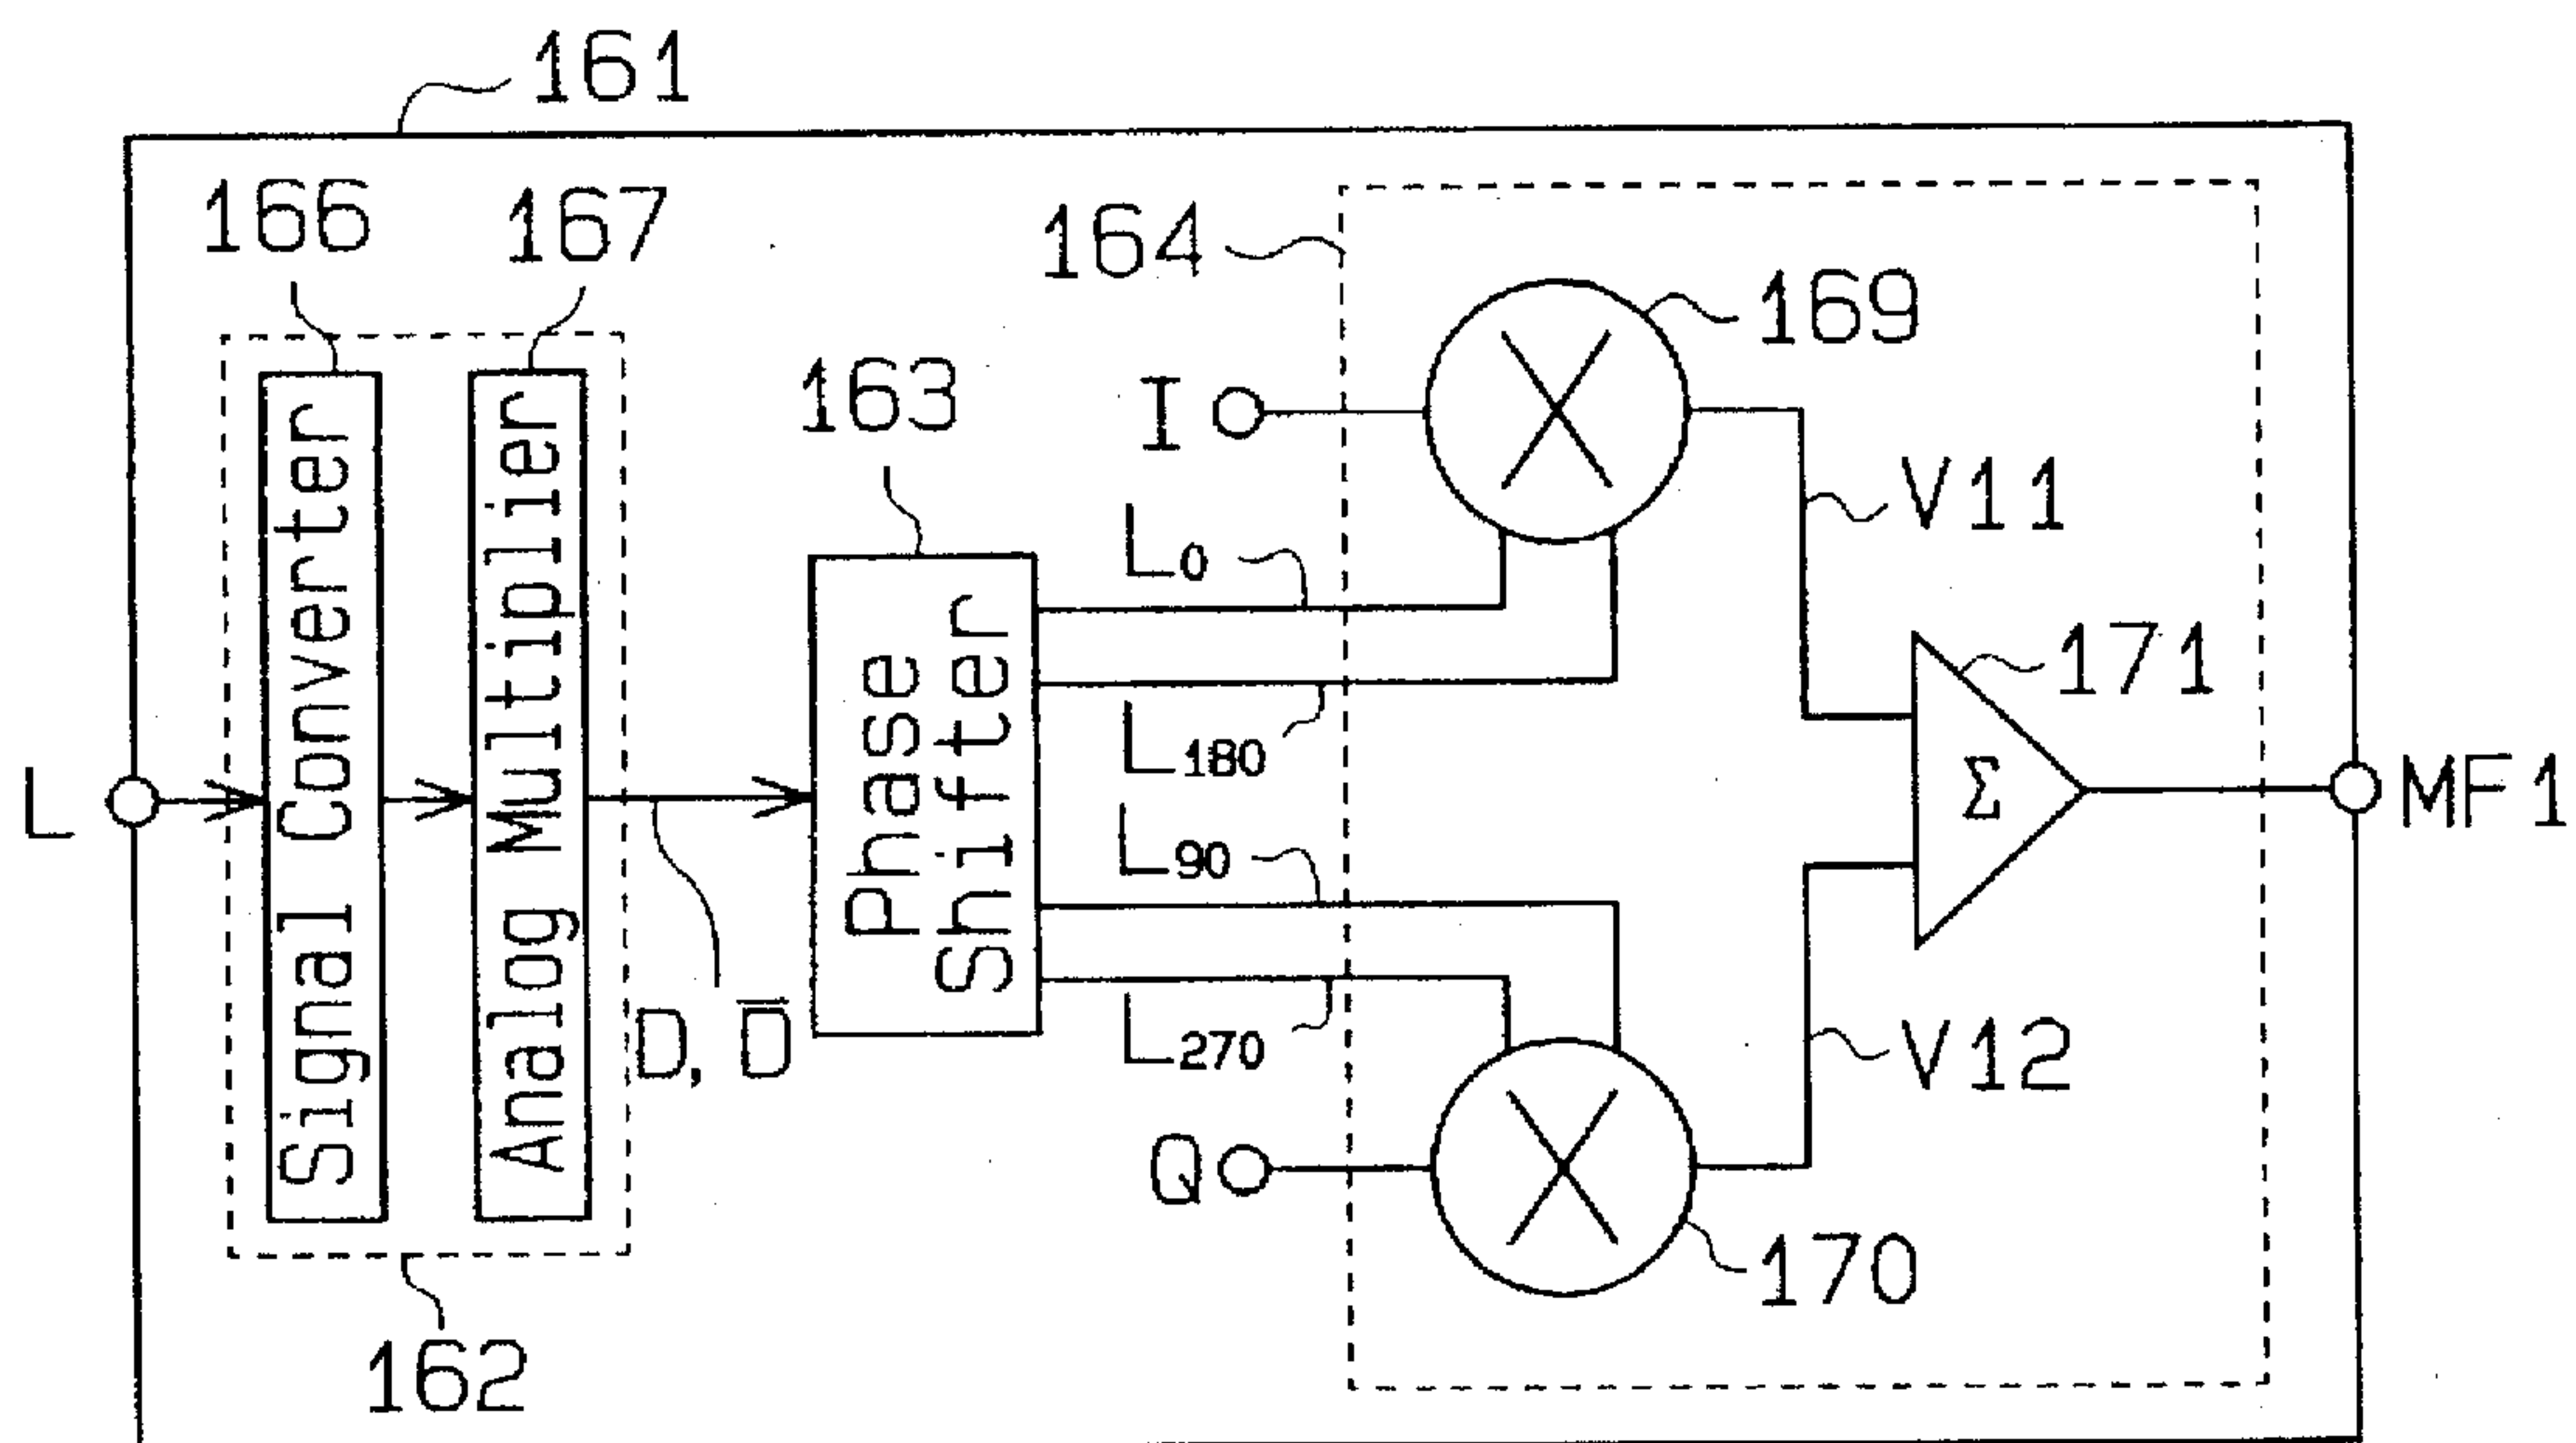 161
166
167
164
169
163
I
V11
L0
171
L180
L
Signal Converter
Analog Multiplier
Phase Shifter
Σ
MF1
L90
D, D̅
L270
V12
Q
170
162